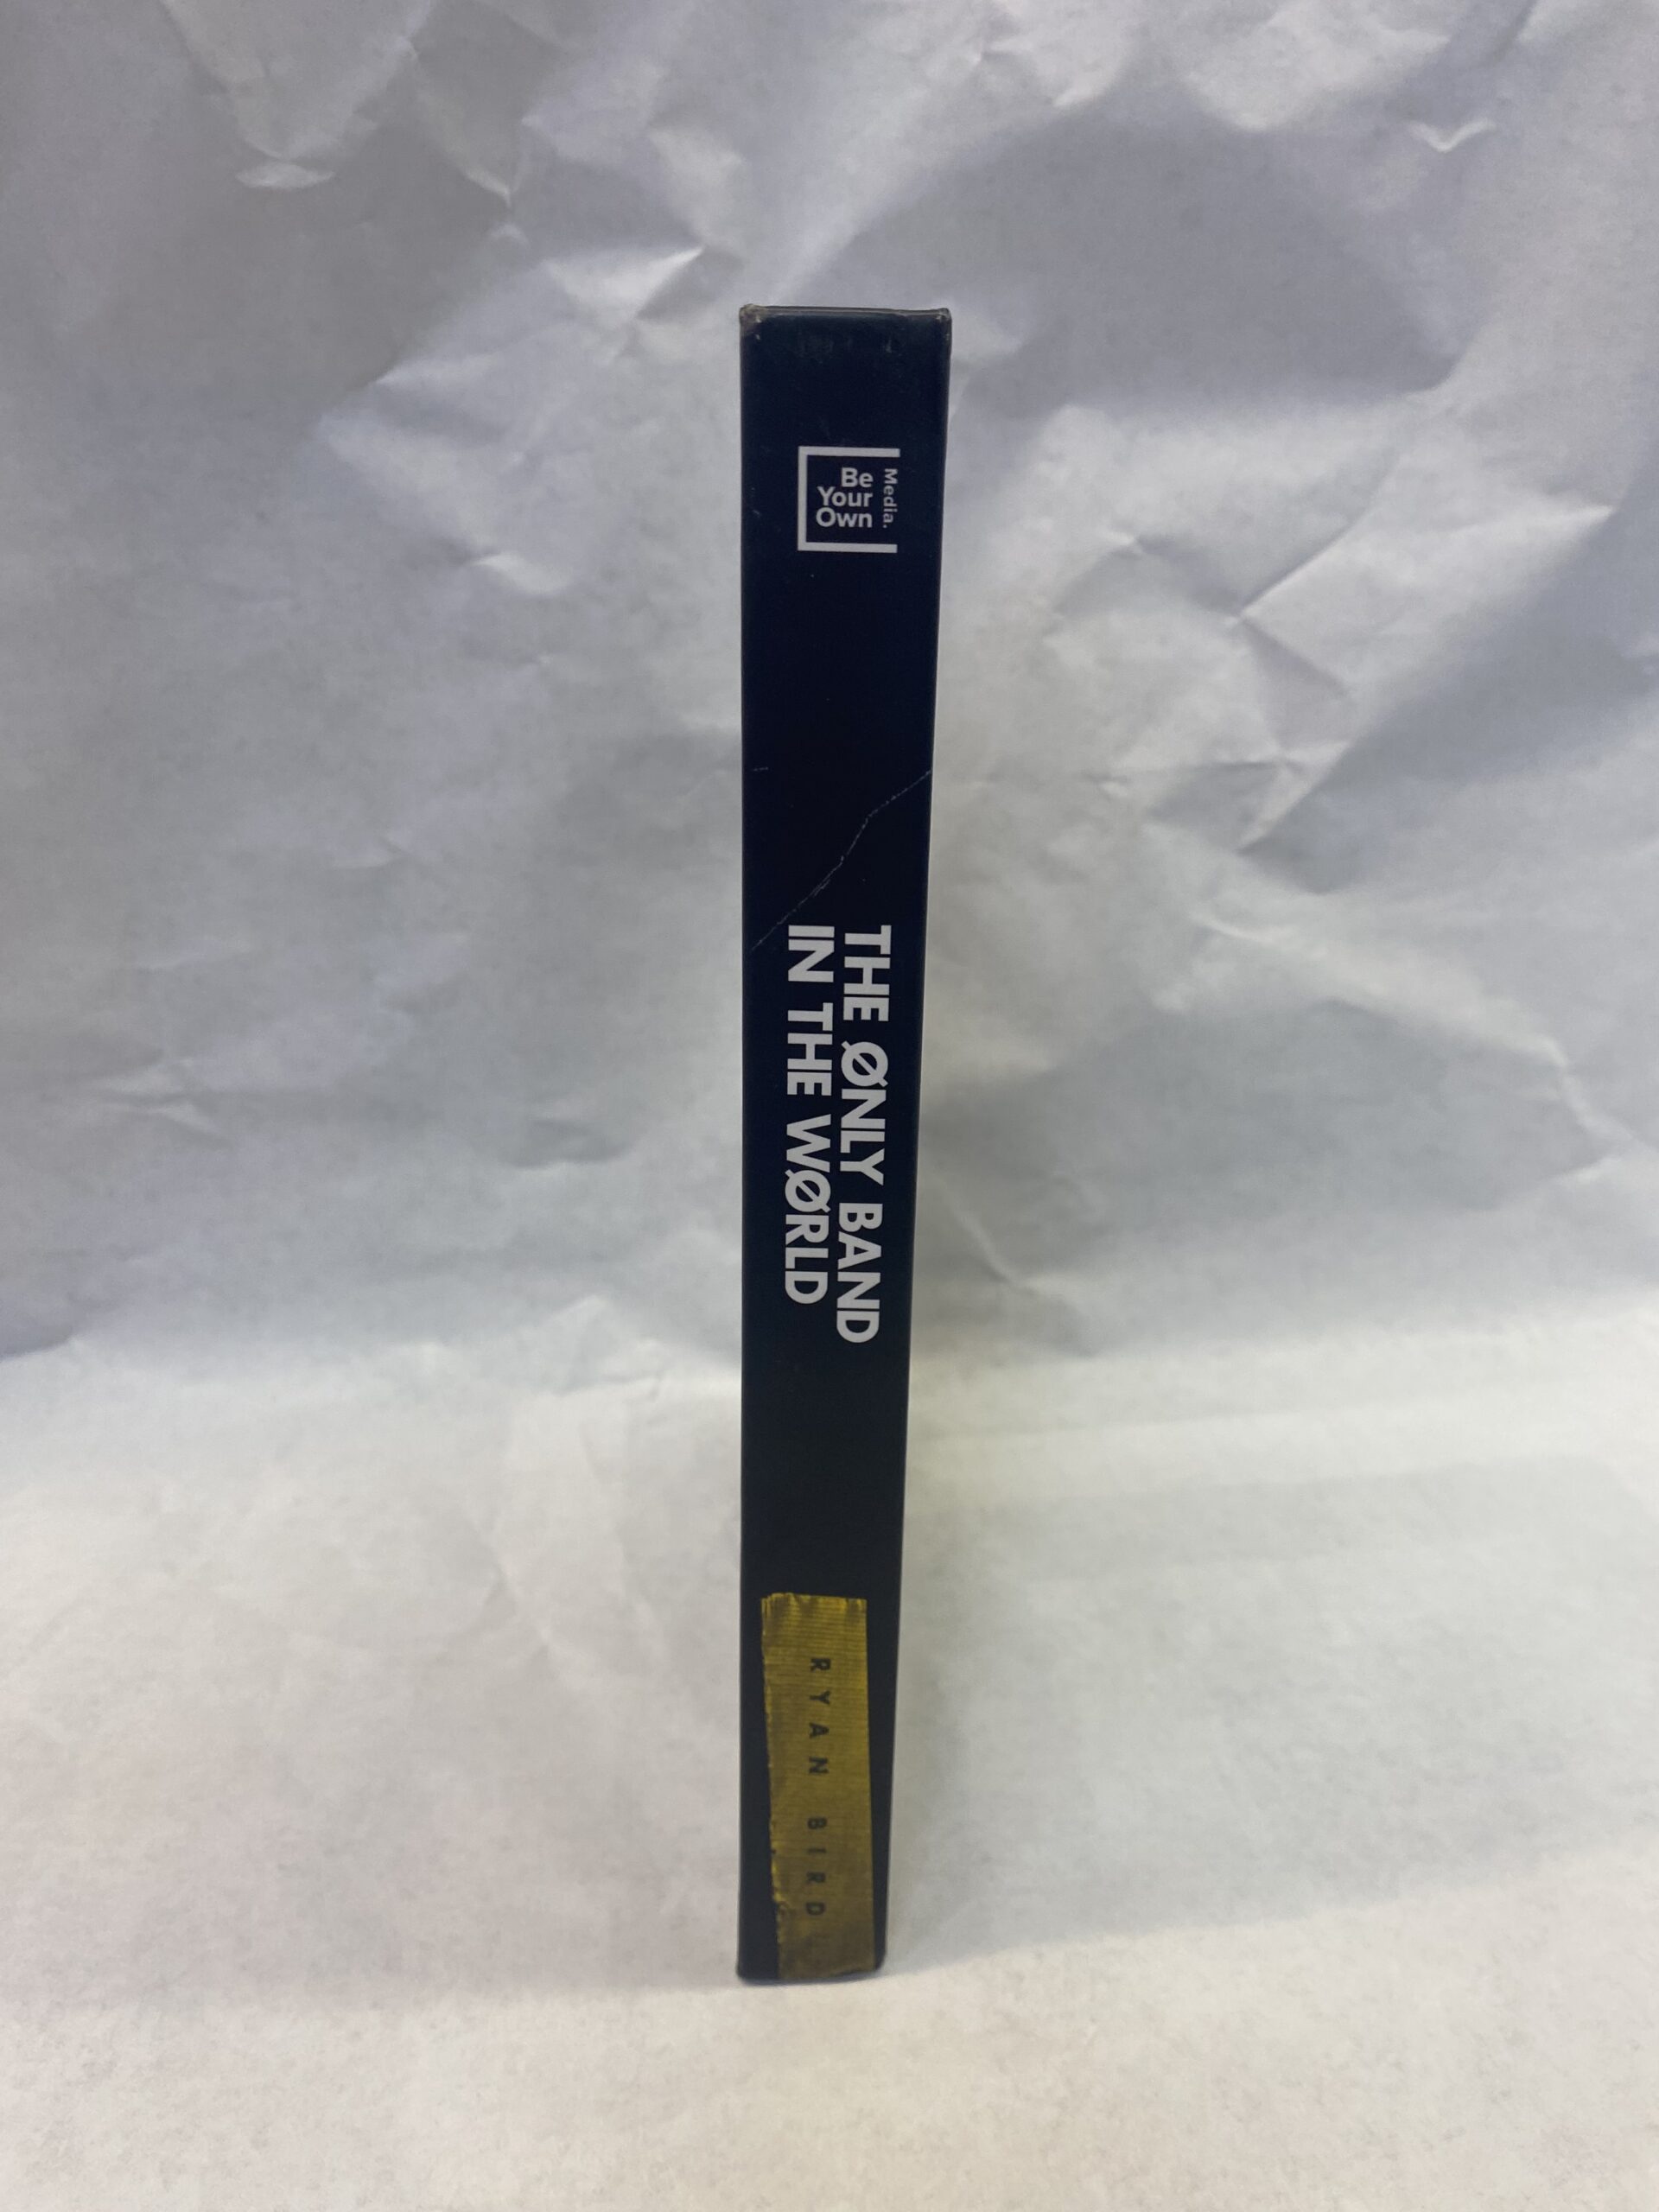 Be
Your
Own
Media.
THE ØNLY BAND
IN THE WØRLD
RYAN BIRD